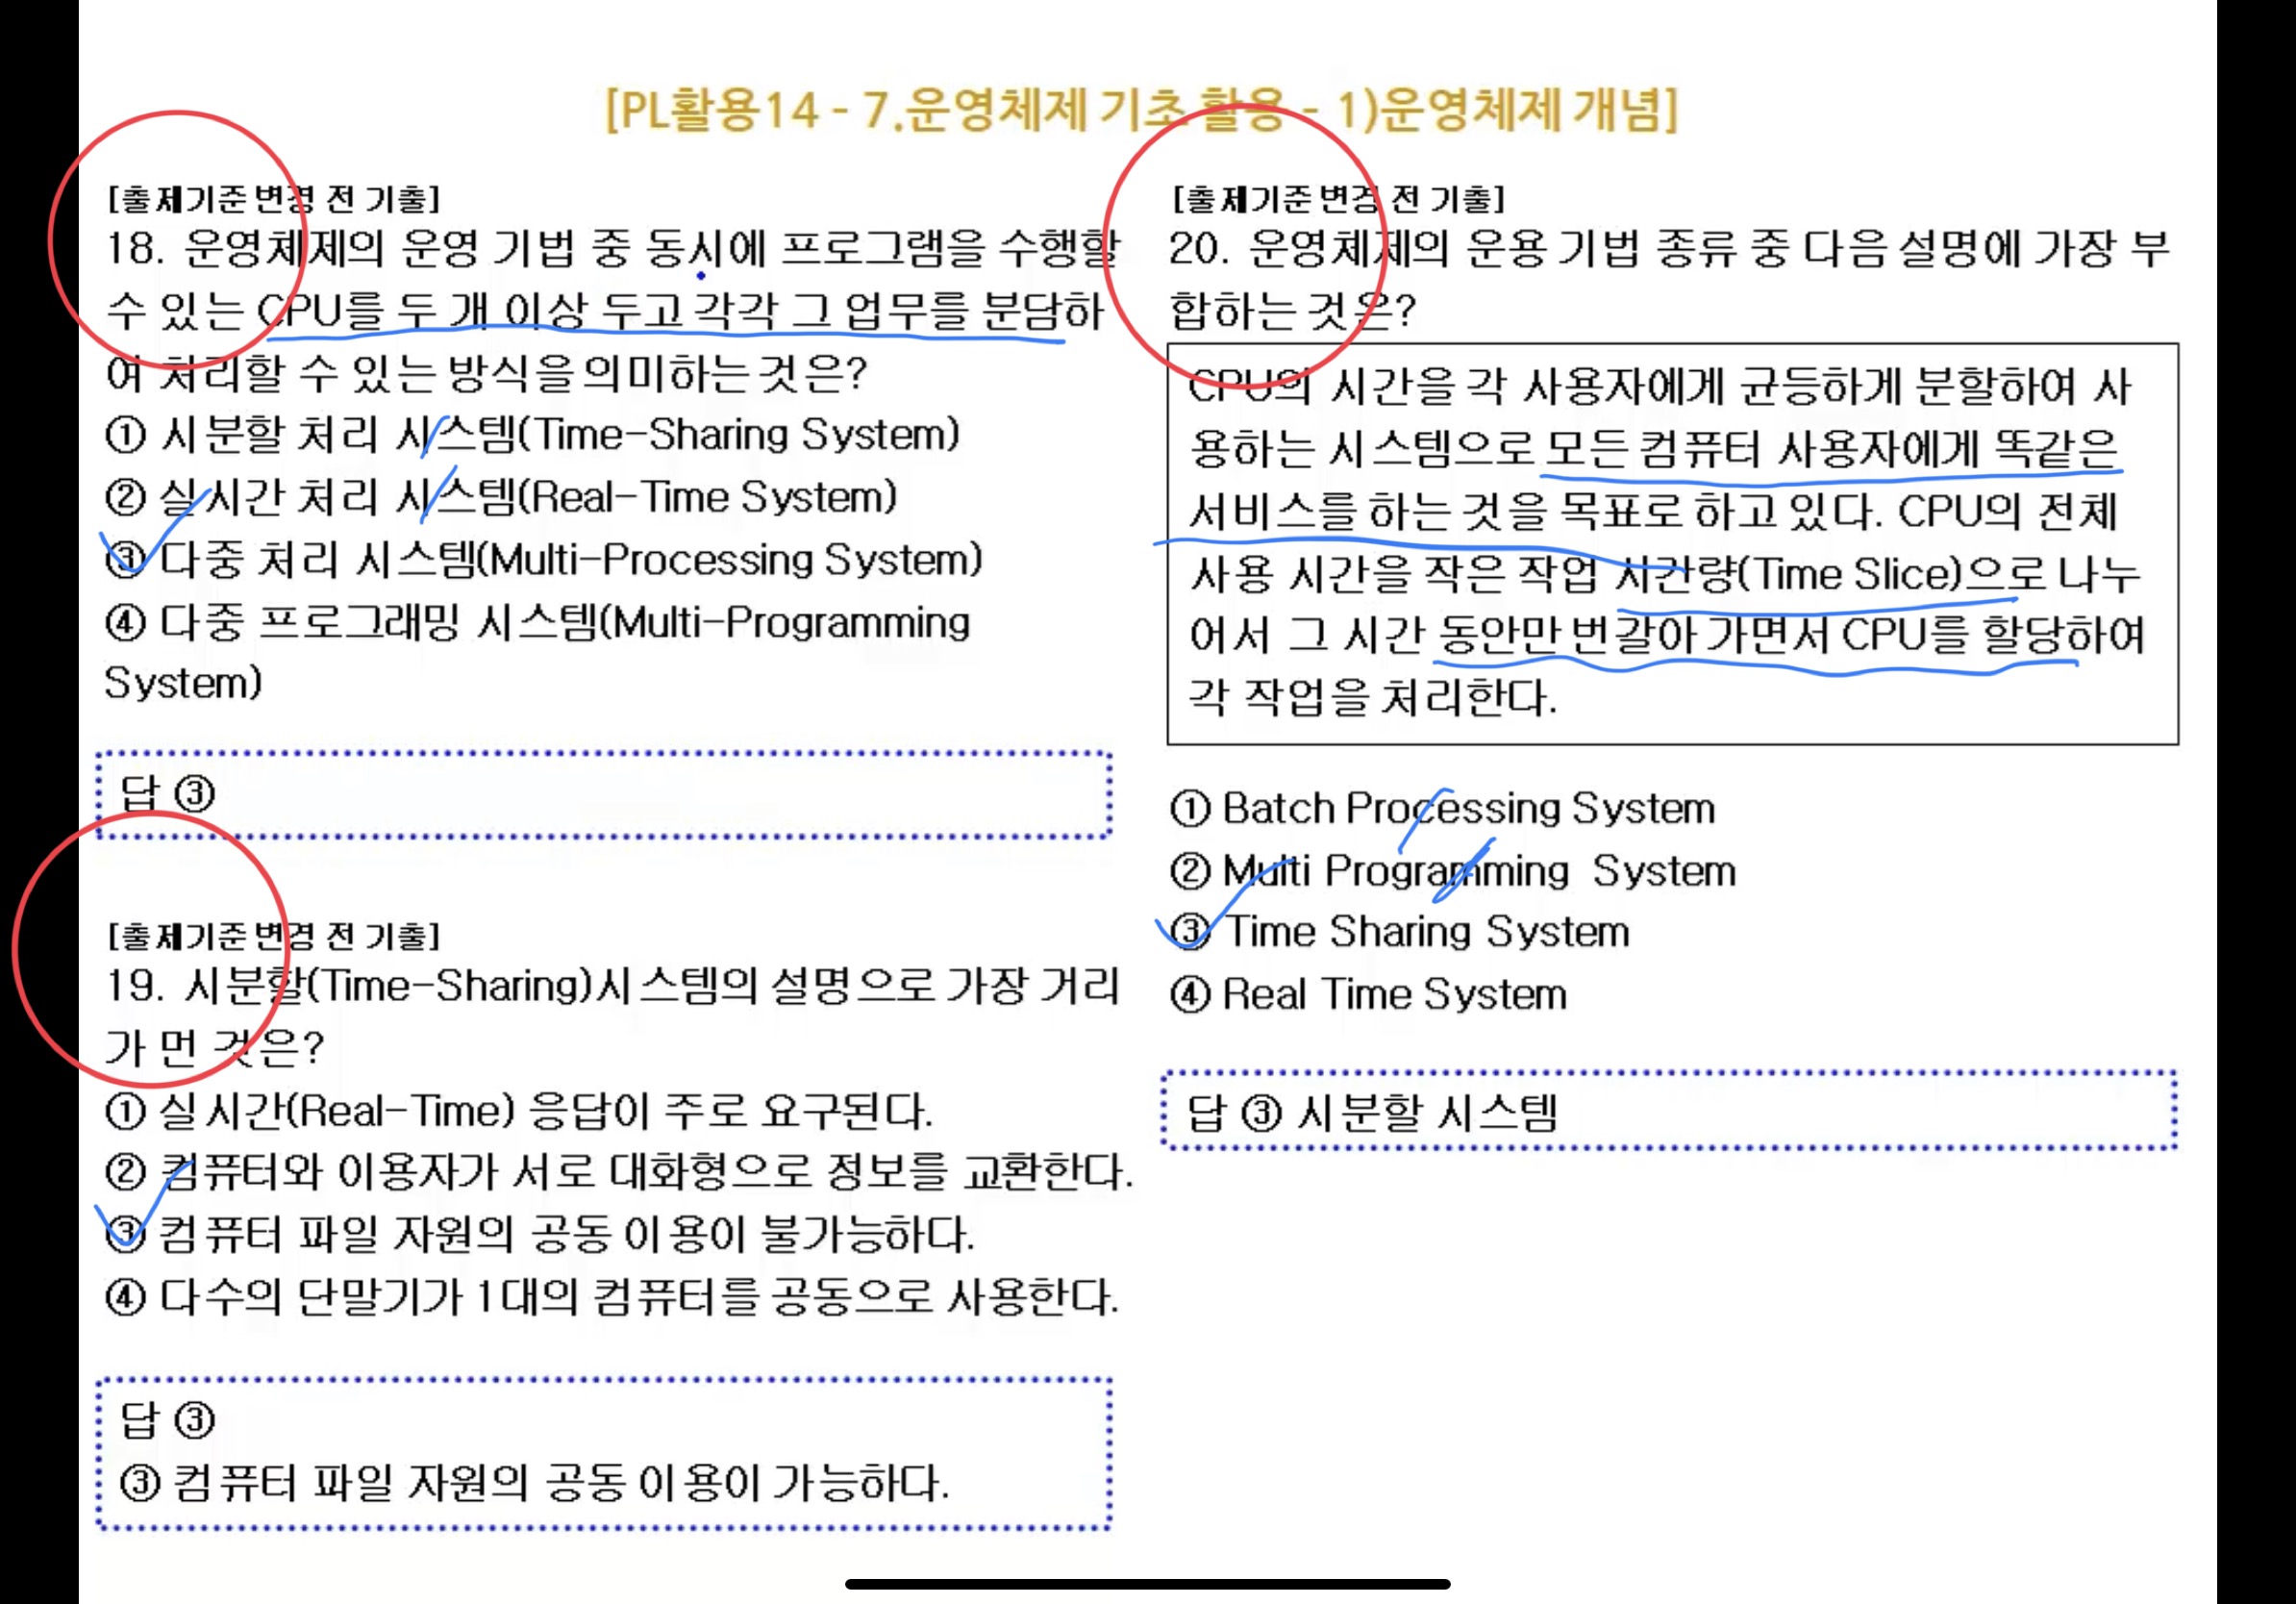 [PL활용14 - 7.운영체제 기초 활용 - 1)운영체제 개념]
[출제기준 변경 전 기출]
18. 운영체제의 운영 기법 중 동시에 프로그램을 수행할
수 있는 CPU를 두 개 이상 두고 각각 그 업무를 분담하
여 처리할 수 있는 방식을 의미하는 것은?
① 시분할 처리 시스템(Time-Sharing System)
② 실시간 처리 시스템(Real-Time System)
③ 다중 처리 시스템(Multi-Processing System)
④ 다중 프로그래밍 시스템(Multi-Programming
System)
답 ③
[출제기준 변경 전 기출]
19. 시분할(Time-Sharing)시스템의 설명으로 가장 거리
가 먼 것은?
① 실시간(Real-Time) 응답이 주로 요구된다.
② 컴퓨터와 이용자가 서로 대화형으로 정보를 교환한다.
③ 컴퓨터 파일 자원의 공동 이용이 불가능하다.
④ 다수의 단말기가 1대의 컴퓨터를 공동으로 사용한다.
답 ③
③ 컴퓨터 파일 자원의 공동 이용이 가능하다.
[출제기준 변경 전 기출]
20. 운영체제의 운용 기법 종류 중 다음 설명에 가장 부
합하는 것은?
CPU의 시간을 각 사용자에게 균등하게 분할하여 사
용하는 시스템으로 모든 컴퓨터 사용자에게 똑같은
서비스를 하는 것을 목표로 하고 있다. CPU의 전체
사용 시간을 작은 작업 시간량(Time Slice)으로 나누
어서 그 시간 동안만 번갈아 가면서 CPU를 할당하여
각 작업을 처리한다.
① Batch Processing System
② Multi Programming System
③ Time Sharing System
④ Real Time System
답 ③ 시분할 시스템